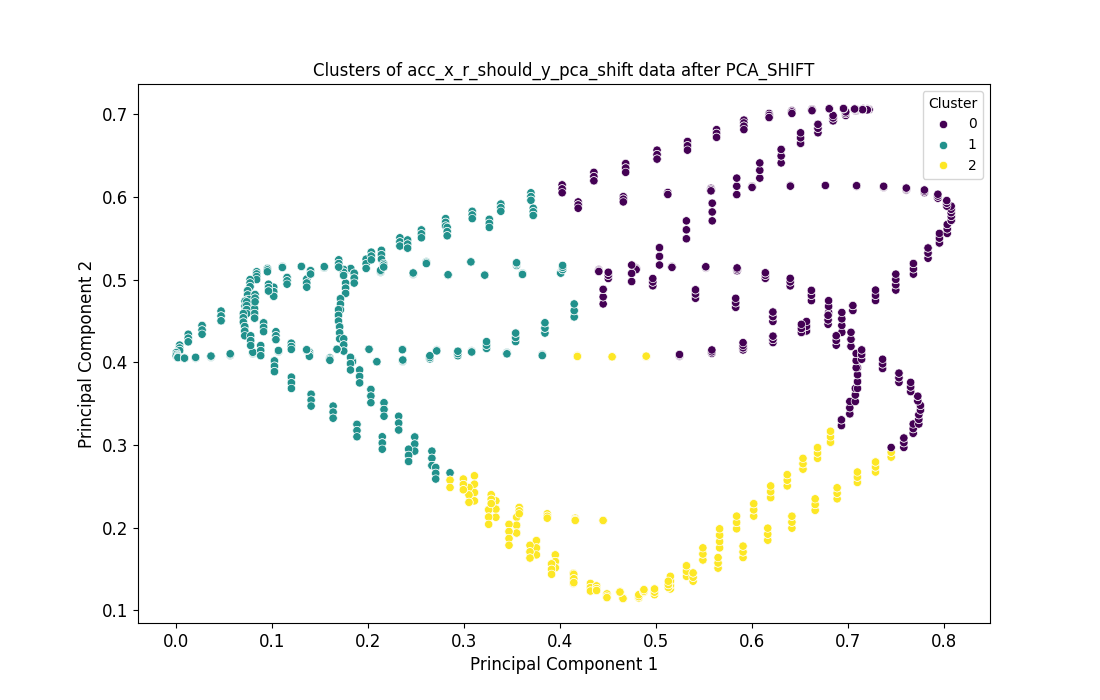 Clusters of acc_x_r_should_y_pca_shift data after PCA_SHIFT
Cluster
0
1
2
0.7
0.6
0.5
0.4
0.3
0.2
0.1
Principal Component 2
0.0 0.1 0.2 0.3 0.4 0.5 0.6 0.7 0.8
Principal Component 1